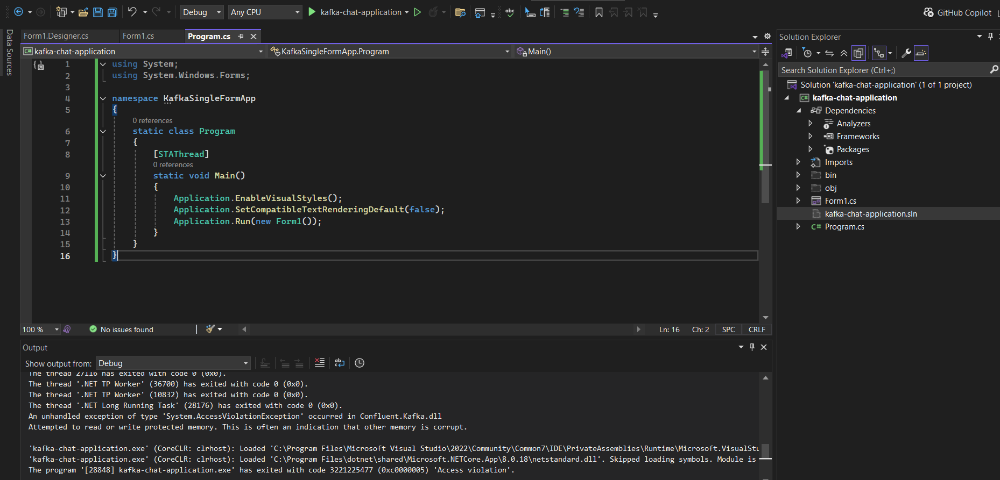 Debug
Any CPU
kafka-chat-application
GitHub Copilot
Data Sources
Form1.Designer.cs
Form1.cs
Program.cs
kafka-chat-application
KafkaSingleFormApp.Program
Main()
1 using System;
2 using System.Windows.Forms;
3
4 namespace KafkaSingleFormApp
5 {
0 references
6 static class Program
7 {
8 [STAThread]
0 references
9 static void Main()
10 {
11 Application.EnableVisualStyles();
12 Application.SetCompatibleTextRenderingDefault(false);
13 Application.Run(new Form1());
14 }
15 }
16 }
100 %
No issues found
Ln: 16
Ch: 2
SPC
CRLF
Output
Show output from: Debug
The thread 27116 has exited with code 0 (0x0).
The thread '.NET TP Worker' (36700) has exited with code 0 (0x0).
The thread '.NET TP Worker' (10832) has exited with code 0 (0x0).
The thread '.NET Long Running Task' (28176) has exited with code 0 (0x0).
An unhandled exception of type 'System.AccessViolationException' occurred in Confluent.Kafka.dll
Attempted to read or write protected memory. This is often an indication that other memory is corrupt.
'kafka-chat-application.exe' (CoreCLR: clrhost): Loaded 'C:\Program Files\Microsoft Visual Studio\2022\Community\Common7\IDE\PrivateAssemblies\Runtime\Microsoft.VisualStu
'kafka-chat-application.exe' (CoreCLR: clrhost): Loaded 'C:\Program Files\dotnet\shared\Microsoft.NETCore.App\8.0.18\netstandard.dll'. Skipped loading symbols. Module is
The program '[28848] kafka-chat-application.exe' has exited with code 3221225477 (0xc0000005) 'Access violation'.
Solution Explorer
Search Solution Explorer (Ctrl+;)
Solution 'kafka-chat-application' (1 of 1 project)
kafka-chat-application
Dependencies
Analyzers
Frameworks
Packages
Imports
bin
obj
Form1.cs
kafka-chat-application.sln
C# Program.cs